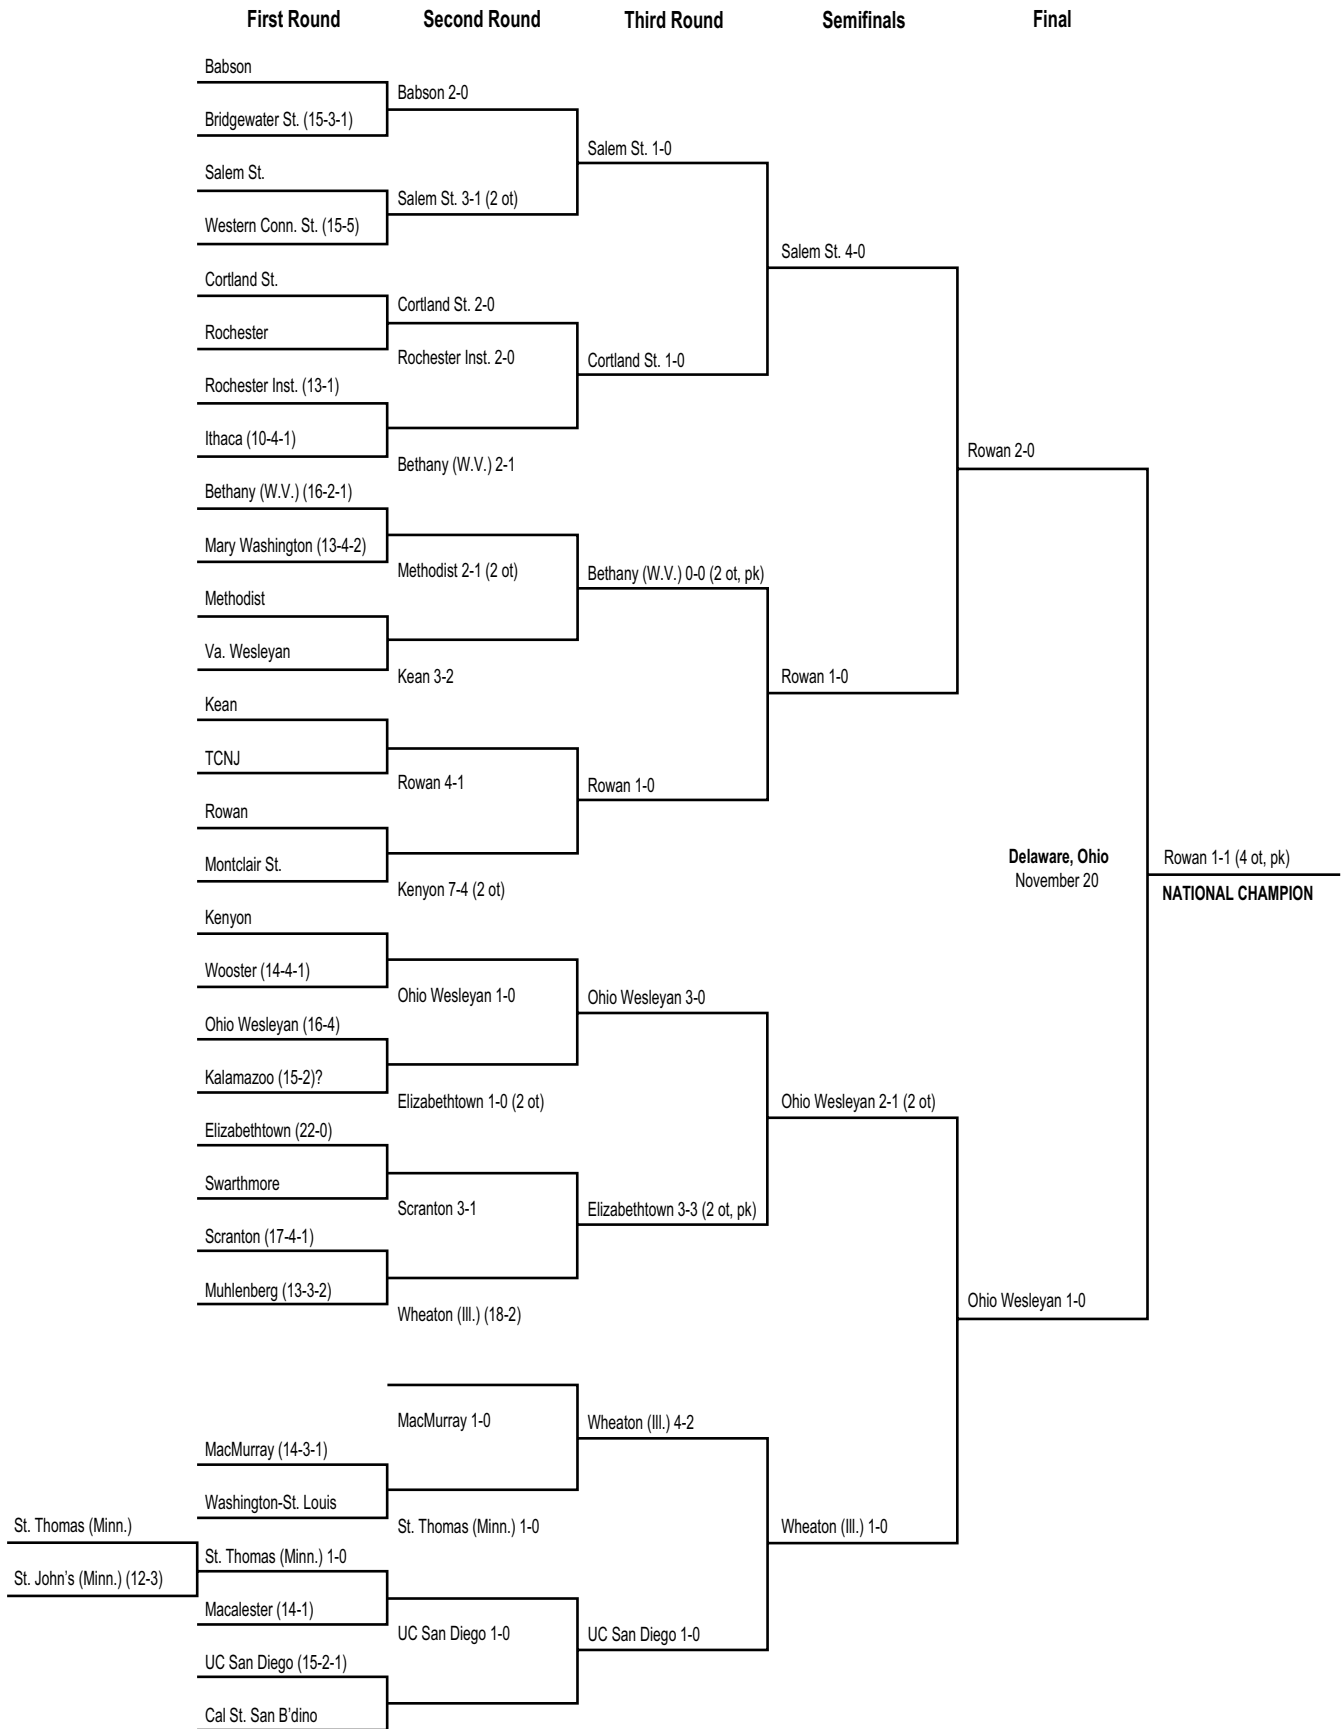 First Round
Second Round
Third Round
Semifinals
Final
Babson
Bridgewater St. (15-3-1)
Salem St.
Western Conn. St. (15-5)
Cortland St.
Rochester
Rochester Inst. (13-1)
Ithaca (10-4-1)
Bethany (W.V.) (16-2-1)
Mary Washington (13-4-2)
Methodist
Va. Wesleyan
Kean
TCNJ
Rowan
Montclair St.
Kenyon
Wooster (14-4-1)
Ohio Wesleyan (16-4)
Kalamazoo (15-2)?
Elizabethtown (22-0)
Swarthmore
Scranton (17-4-1)
Muhlenberg (13-3-2)
MacMurray (14-3-1)
Washington-St. Louis
St. Thomas (Minn.)
St. John's (Minn.) (12-3)
St. Thomas (Minn.) 1-0
Macalester (14-1)
UC San Diego (15-2-1)
Cal St. San B'dino
Babson 2-0
Salem St. 3-1 (2 ot)
Cortland St. 2-0
Rochester Inst. 2-0
Bethany (W.V.) 2-1
Methodist 2-1 (2 ot)
Kean 3-2
Rowan 4-1
Kenyon 7-4 (2 ot)
Ohio Wesleyan 1-0
Elizabethtown 1-0 (2 ot)
Scranton 3-1
Wheaton (Ill.) (18-2)
MacMurray 1-0
St. Thomas (Minn.) 1-0
UC San Diego 1-0
Salem St. 1-0
Cortland St. 1-0
Bethany (W.V.) 0-0 (2 ot, pk)
Rowan 1-0
Ohio Wesleyan 3-0
Elizabethtown 3-3 (2 ot, pk)
Wheaton (Ill.) 4-2
UC San Diego 1-0
Salem St. 4-0
Rowan 1-0
Ohio Wesleyan 2-1 (2 ot)
Wheaton (Ill.) 1-0
Rowan 2-0
Ohio Wesleyan 1-0
Delaware, Ohio
November 20
Rowan 1-1 (4 ot, pk)
NATIONAL CHAMPION